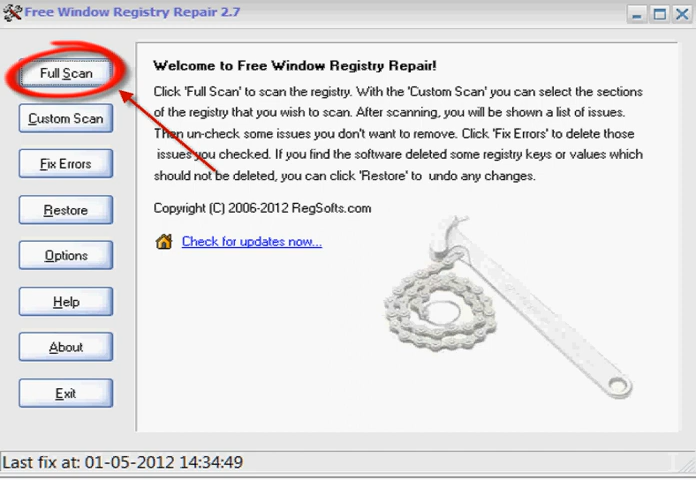 Free Window Registry Repair 2.7
Full Scan
Custom Scan
Fix Errors
Restore
Options
Help
About
Exit
Welcome to Free Window Registry Repair!
Click 'Full Scan' to scan the registry. With the 'Custom Scan' you can select the sections
of the registry that you wish to scan. After scanning, you will be shown a list of issues.
Then un-check some issues you don't want to remove. Click 'Fix Errors' to delete those
issues you checked. If you find the software deleted some registry keys or values which
should not be deleted, you can click 'Restore' to undo any changes.
Copyright (C) 2006-2012 RegSofts.com
Check for updates now...
Last fix at: 01-05-2012 14:34:49